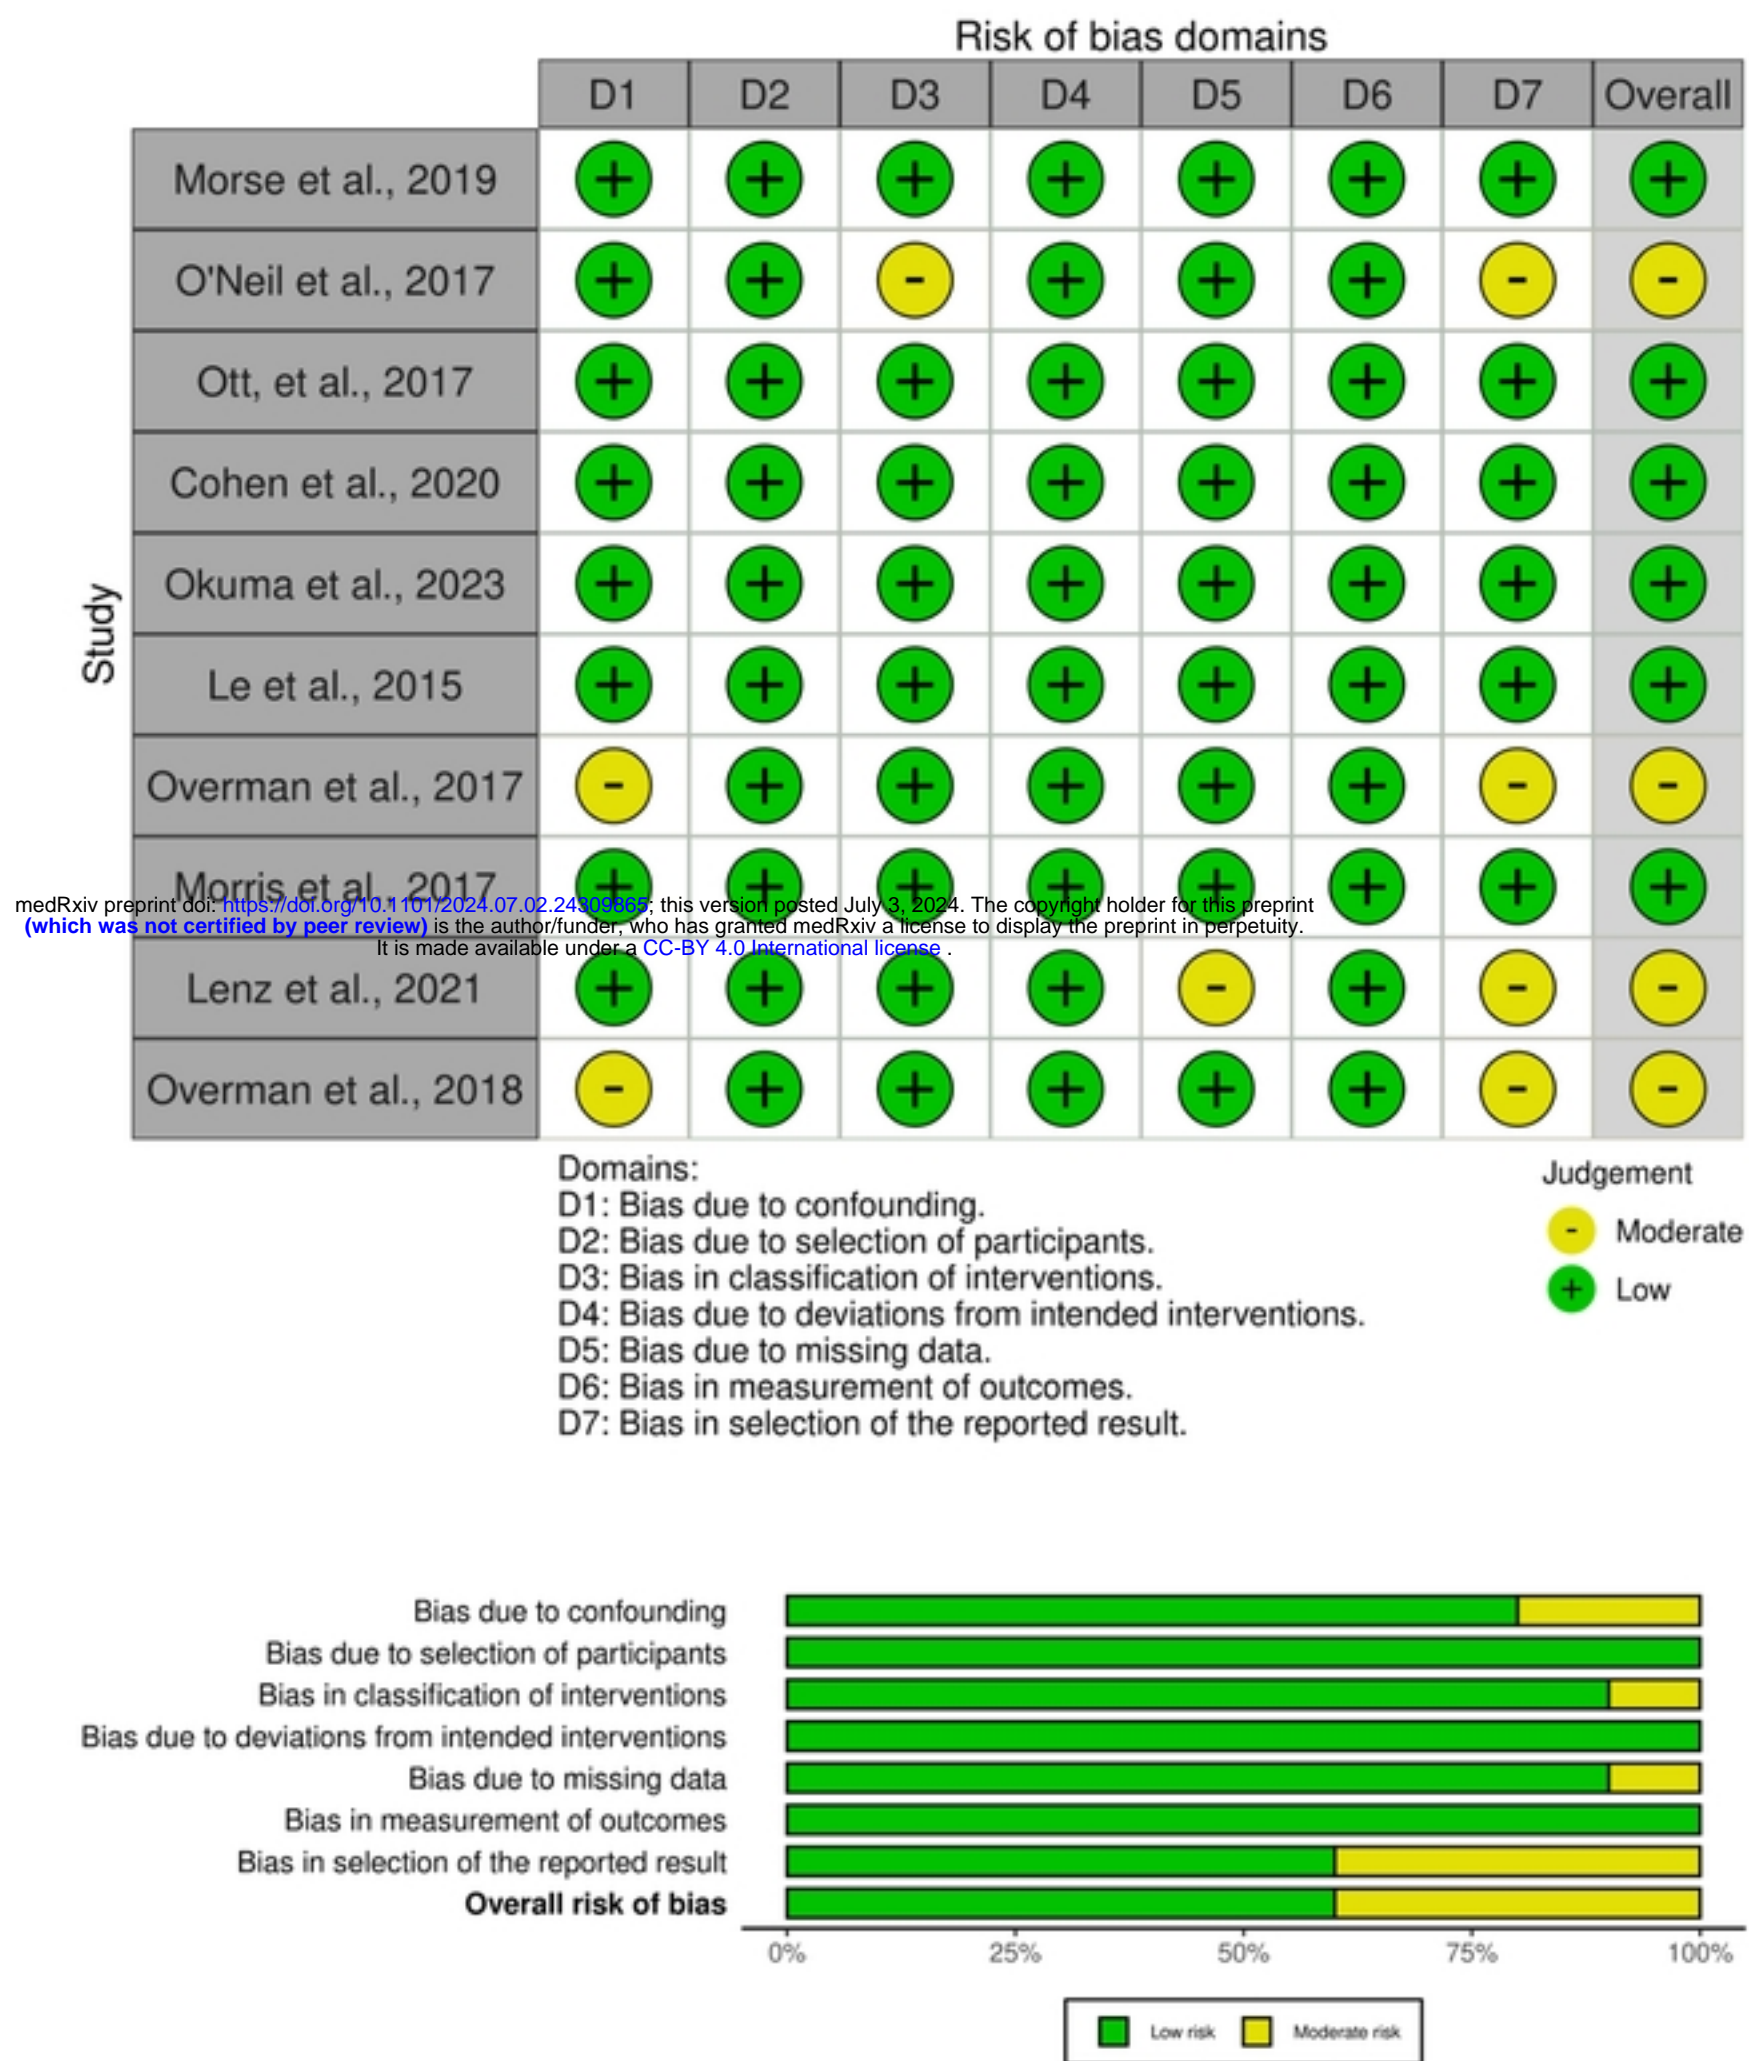 Risk of bias domains
D1 D2 D3 D4 D5 D6 D7 Overall
Study
Morse et al., 2019 + + + + + + + +
O'Neil et al., 2017 + + - + + + - -
Ott, et al., 2017 + + + + + + + +
Cohen et al., 2020 + + + + + + + +
Okuma et al., 2023 + + + + + + + +
Le et al., 2015 + + + + + + + +
Overman et al., 2017 - + + + + + - -
Morris et al., 2017 + + + + + + + +
medRxiv preprint doi: https://doi.org/10.1101/2024.07.02.24309865; this version posted July 3, 2024. The copyright holder for this preprint
(which was not certified by peer review) is the author/funder, who has granted medRxiv a license to display the preprint in perpetuity.
It is made available under a CC-BY 4.0 International license .
Lenz et al., 2021 + + + + - + - -
Overman et al., 2018 - + + + + + - -
Domains:
D1: Bias due to confounding.
D2: Bias due to selection of participants.
D3: Bias in classification of interventions.
D4: Bias due to deviations from intended interventions.
D5: Bias due to missing data.
D6: Bias in measurement of outcomes.
D7: Bias in selection of the reported result.
Judgement
- Moderate
+ Low
Bias due to confounding
Bias due to selection of participants
Bias in classification of interventions
Bias due to deviations from intended interventions
Bias due to missing data
Bias in measurement of outcomes
Bias in selection of the reported result
Overall risk of bias
0% 25% 50% 75% 100%
Low risk Moderate risk